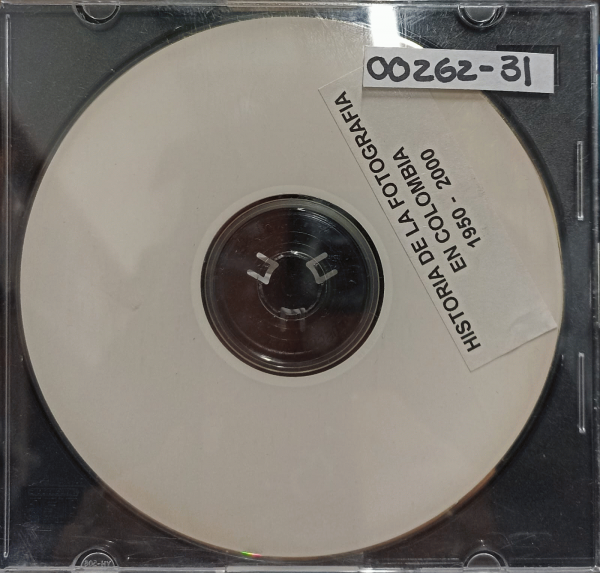 00262-31
HISTORIA DE LA FOTOGRAFIA
EN COLOMBIA
1950 - 2000